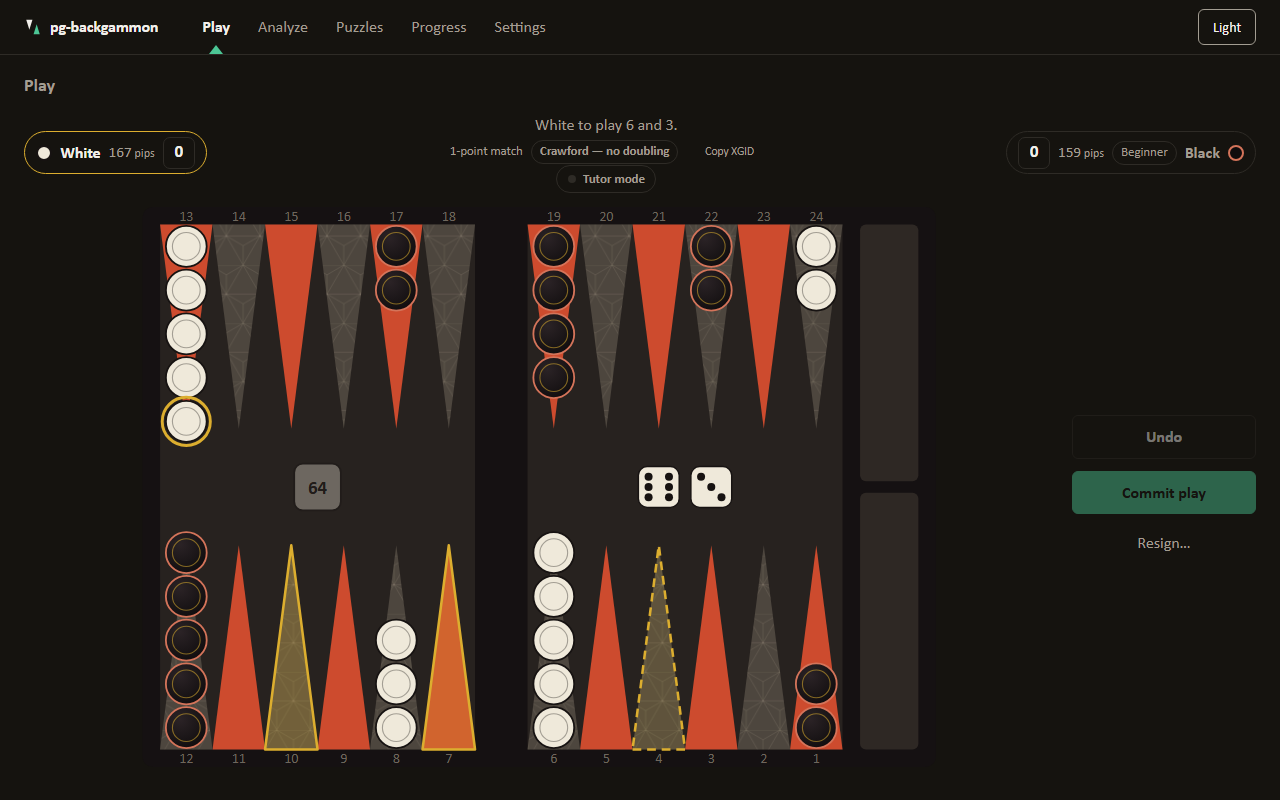 pg-backgammon Play Analyze Puzzles Progress Settings Light
Play
White to play 6 and 3.
White 167 pips 0
1-point match Crawford — no doubling Copy XGID
0 159 pips Beginner Black
Tutor mode
13 14 15 16 17 18 19 20 21 22 23 24
64
Undo
Commit play
Resign...
12 11 10 9 8 7 6 5 4 3 2 1